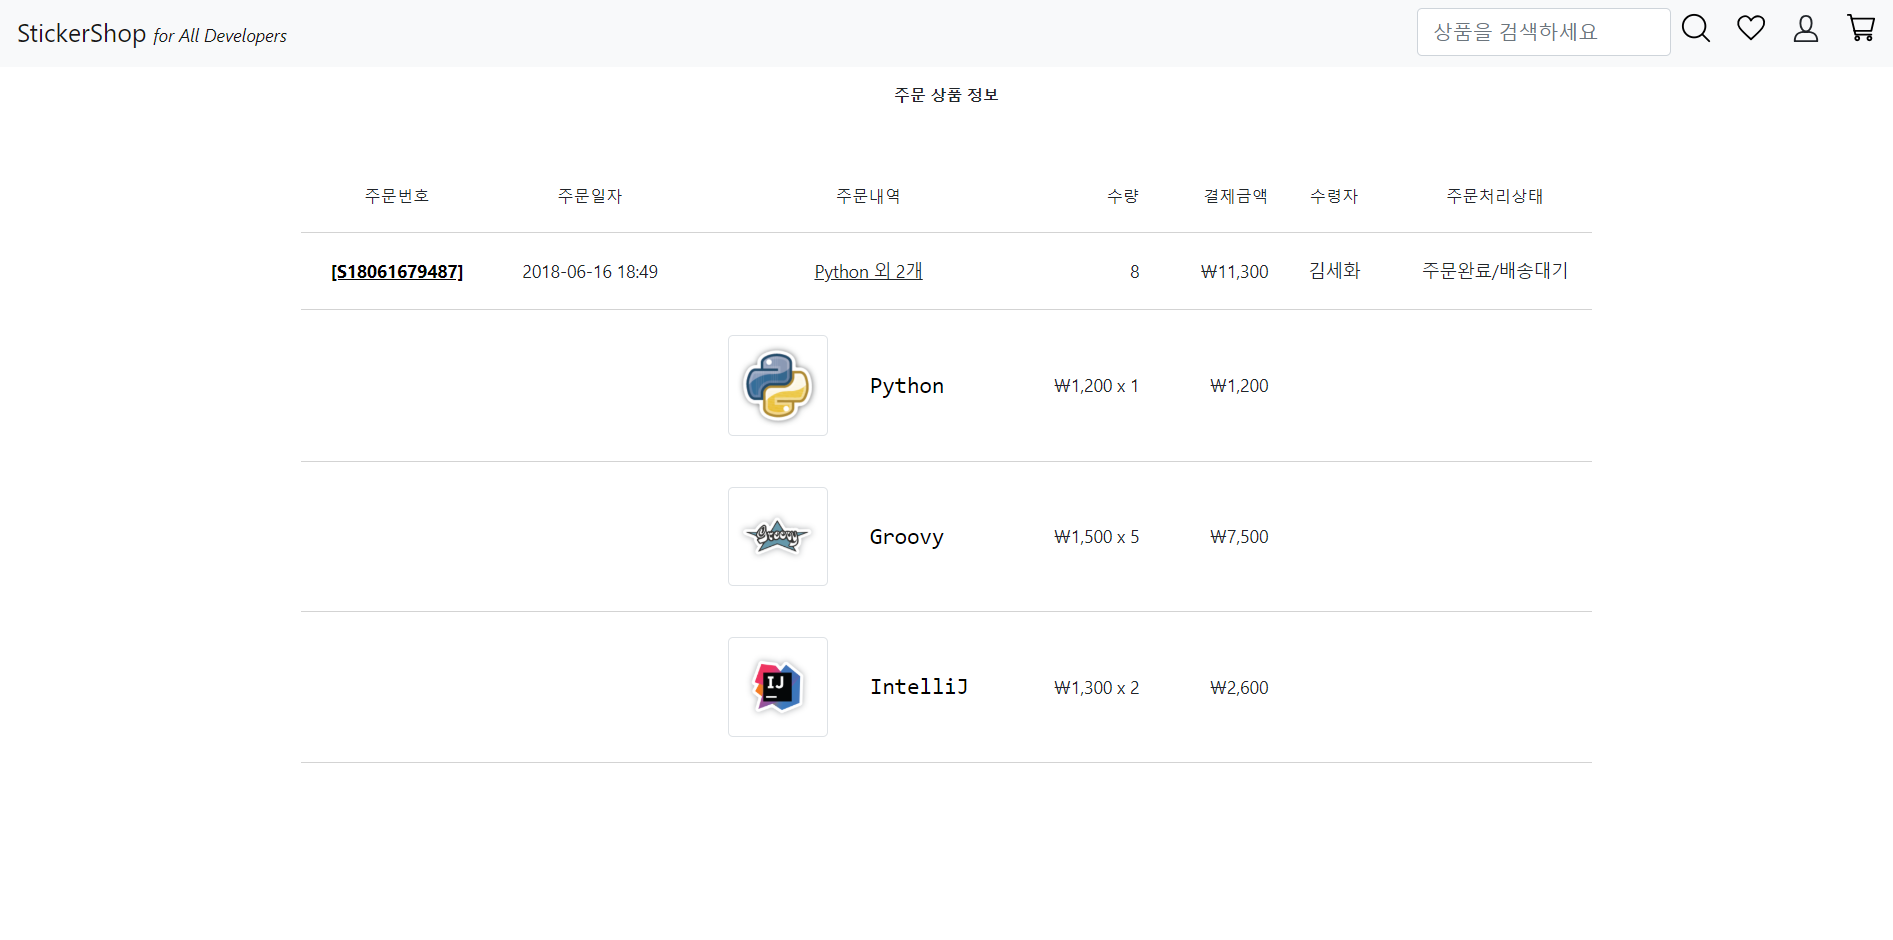 StickerShop for All Developers 상품을 검색하세요
주문 상품 정보
주문번호 주문일자 주문내역 수량 결제금액 수령자 주문처리상태
[S18061679487] 2018-06-16 18:49 Python 외 2개 8 ₩11,300 김세화 주문완료/배송대기
Python ₩1,200 x 1 ₩1,200
Groovy Groovy ₩1,500 x 5 ₩7,500
IJ IntelliJ ₩1,300 x 2 ₩2,600